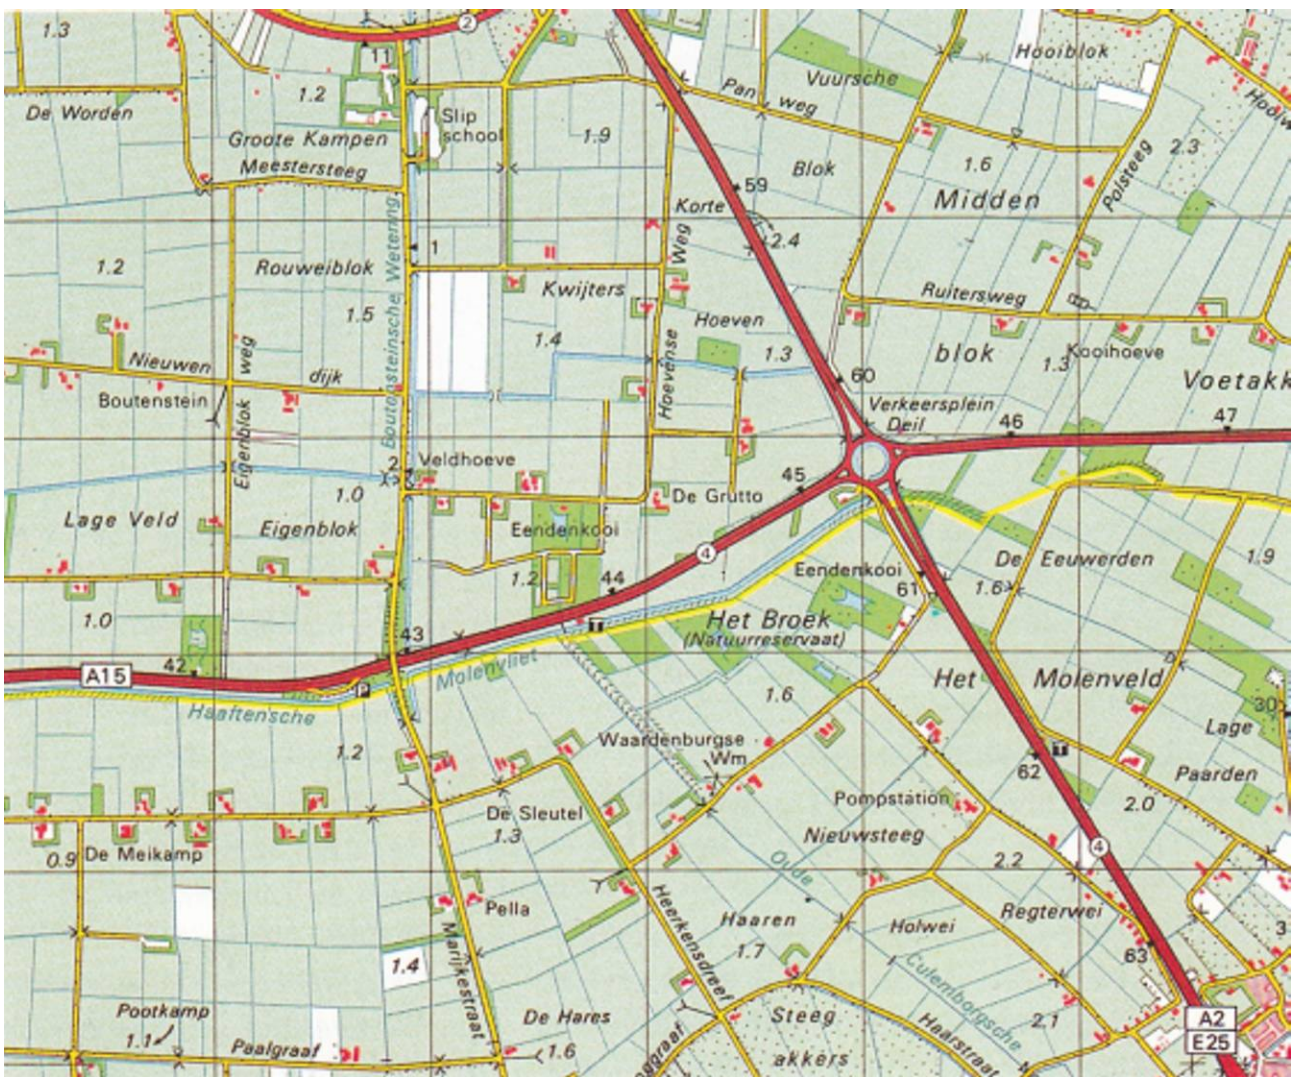 1.3
2
Hooiblok
11
De Worden
1.2
Pan weg
Vuursche
Slip
school
Groote Kampen
1.9
Meestersteeg
Blok
1.6
2.3
59
Midden
Polsteeg
Korte
Weg
2.4
1
1.2
Rouweiblok
Boutensteinsche Wetering
Kwijters
Ruitersweg
1.5
Hoeven
1.4
1.3
blok
1.3
Kooihoeve
Nieuwen
weg
dijk
60
Voetakk
Boutenstein
Hoevense
Verkeersplein
Deil
46
47
Eigenblok
2
Veldhoeve
45
De Grutto
1.0
Lage Veld
Eigenblok
Eendenkooi
4
De Eeuwerden
1.9
1.2
44
Eendenkooi
61
1.6
1.0
Het Broek
(Natuurreservaat)
43
42
A15
P
Molenvliet
Het
Molenveld
Haaftensche
1.6
30
Lage
1.2
Waardenburgse
Wm
62
Paarden
De Sleutel
Pompstation
2.0
1.3
Nieuwsteeg
4
0.9
De Meikamp
Oude
2.2
Pella
Heerkensdreef
Haaren
Holwei
Regterwei
3
Marijkestraat
1.7
63
1.4
Culemborgsche
Pootkamp
De Hares
Steeg
Haarstraat
2.1
A2
E25
1.1
Paalgraaf
1.6
akkers